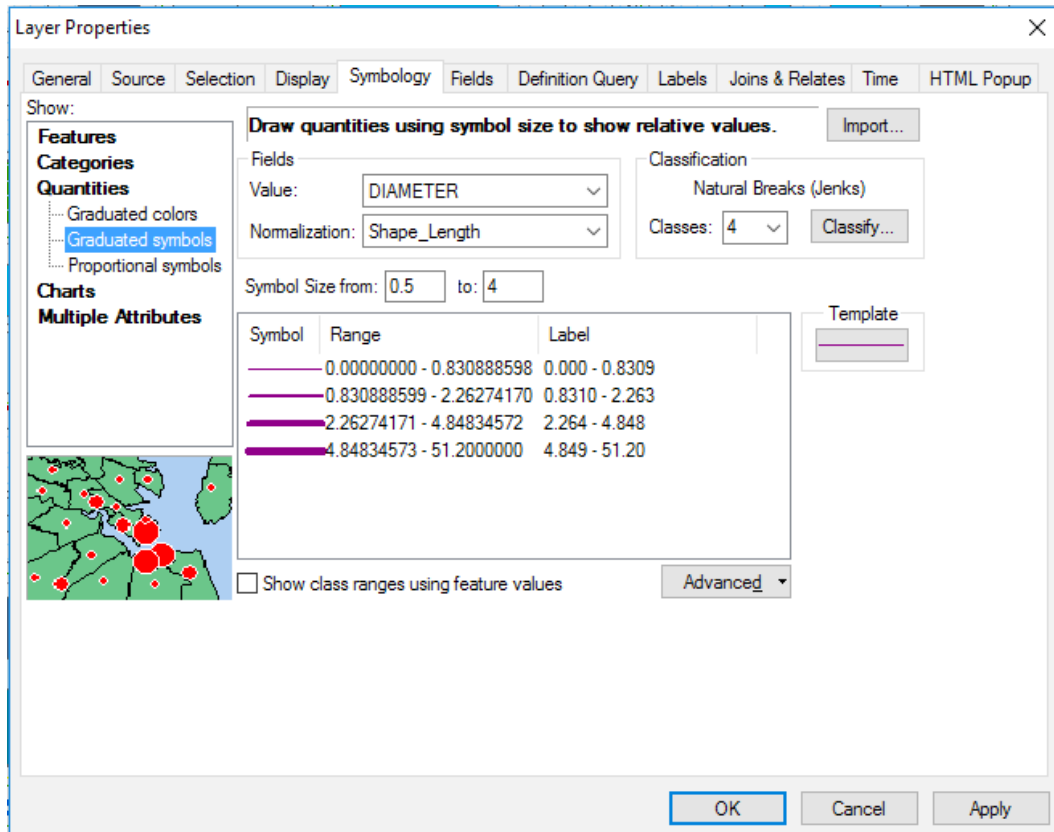 Layer Properties
General Source Selection Display Symbology Fields Definition Query Labels Joins & Relates Time HTML Popup
Show:
Features
Categories
Quantities
Graduated colors
Graduated symbols
Proportional symbols
Charts
Multiple Attributes
Draw quantities using symbol size to show relative values.
Import...
Fields
Value: DIAMETER
Normalization: Shape_Length
Classification
Natural Breaks (Jenks)
Classes: 4 Classify...
Symbol Size from: 0.5 to: 4
Symbol Range Label
0.00000000 - 0.830888598 0.000 - 0.8309
0.830888599 - 2.26274170 0.8310 - 2.263
2.26274171 - 4.84834572 2.264 - 4.848
4.84834573 - 51.2000000 4.849 - 51.20
Template
Show class ranges using feature values
Advanced
OK Cancel Apply